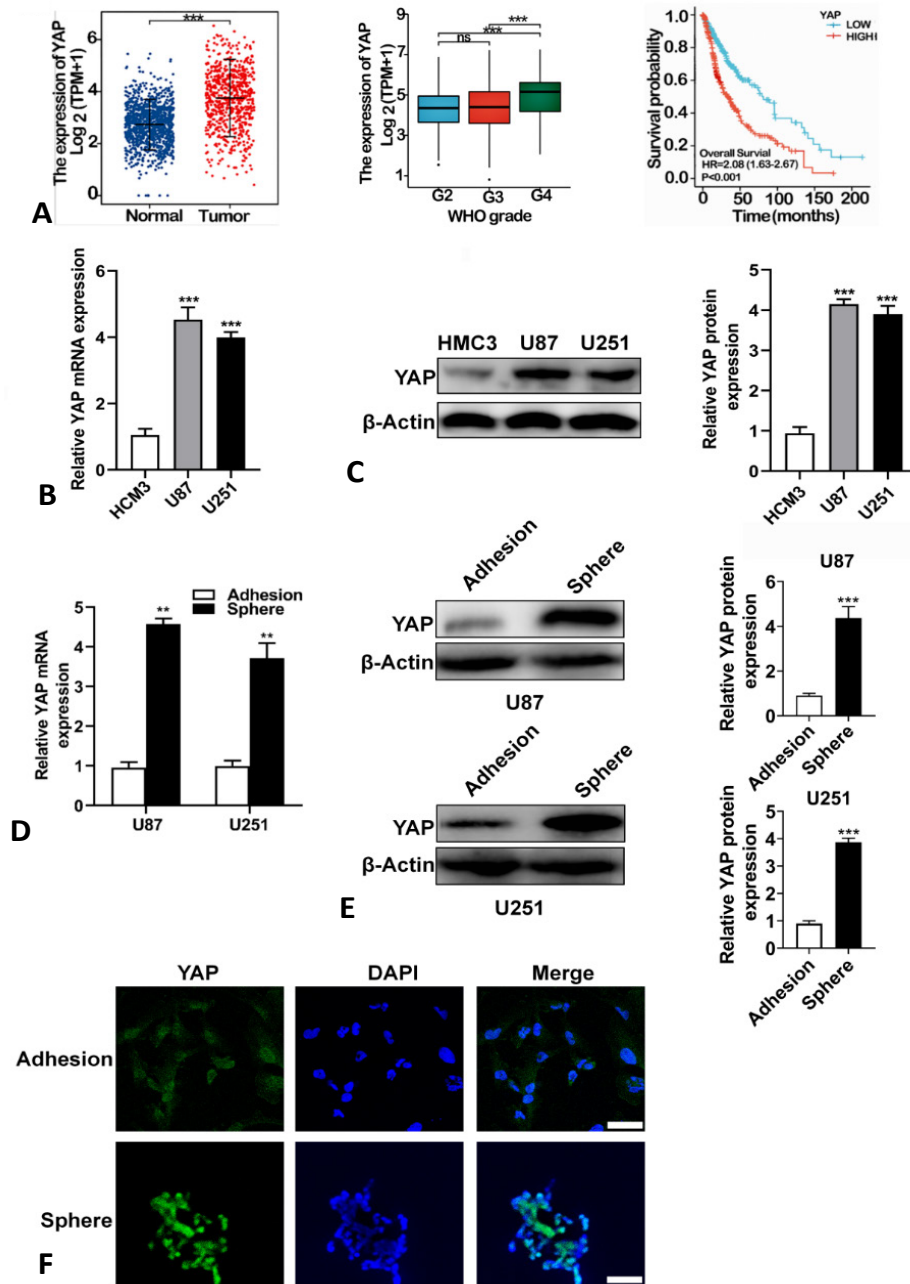 ***
The expression of YAP
Log 2 (TPM+1)
6
4
2
0
Normal
Tumor
A
***
***
ns
The expression of YAP
Log 2 (TPM+1)
9
7
5
3
1
G2
G3
G4
WHO grade
YAP
LOW
HIGHI
Survival probability
1.0
0.8
0.6
0.4
0.2
0.0
Overall Survial
HR=2.08 (1.63-2.67)
P<0.001
0 50 100 150 200
Time(months)
Relative YAP mRNA expression
6
4
2
0
***
***
HCM3
U87
U251
B
HMC3 U87 U251
YAP
β-Actin
C
Relative YAP protein
expression
5
4
3
2
1
0
***
***
HCM3
U87
U251
Adhesion
Sphere
Relative YAP mRNA
expression
5
4
3
2
1
0
**
**
U87
U251
D
Adhesion
Sphere
YAP
β-Actin
U87
Adhesion
Sphere
YAP
β-Actin
U251
E
U87
Relative YAP protein
expression
6
4
2
0
***
Adhesion
Sphere
U251
Relative YAP protein
expression
5
4
3
2
1
0
***
Adhesion
Sphere
YAP DAPI Merge
Adhesion
Sphere
F